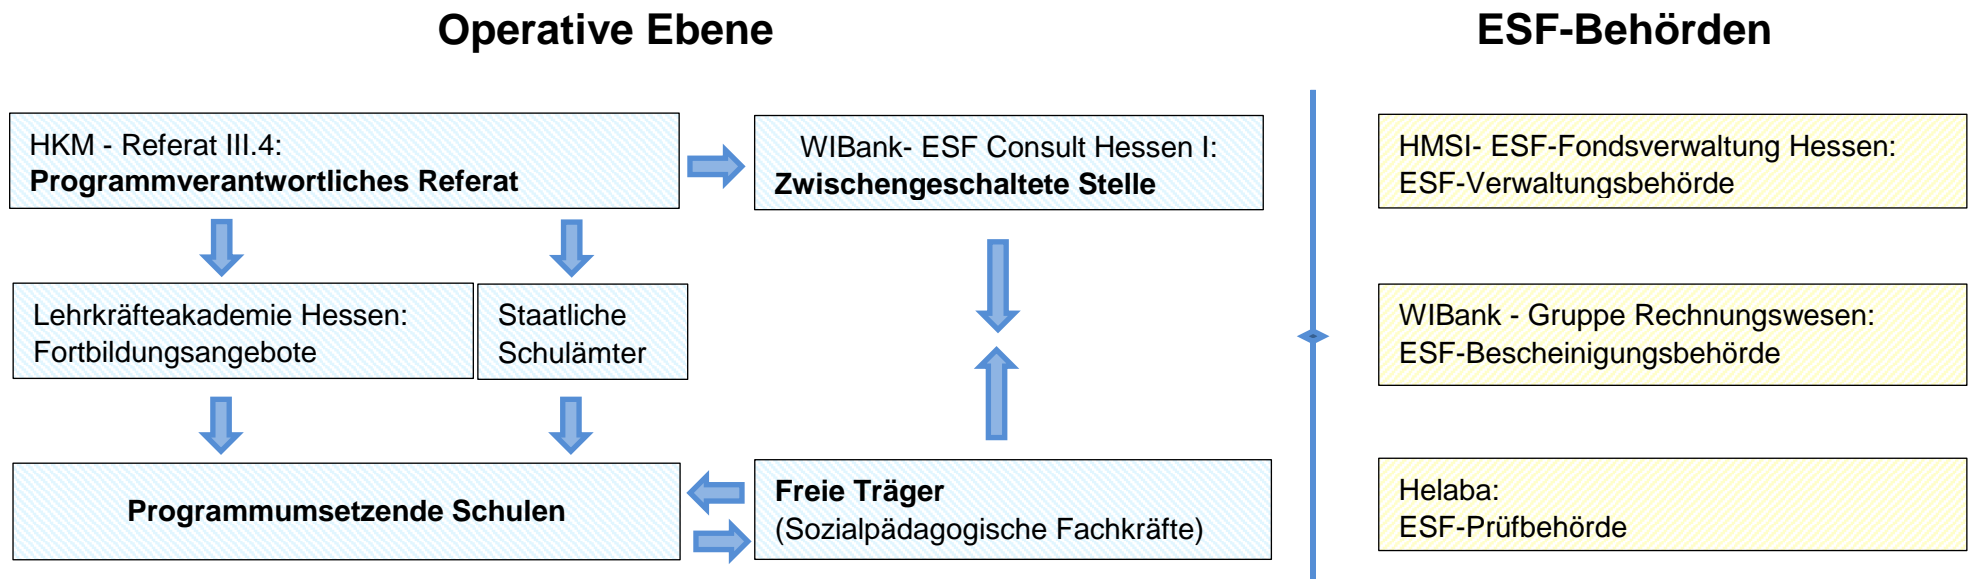 Operative Ebene
ESF-Behörden
HKM - Referat III.4:
Programmverantwortliches Referat
WIBank- ESF Consult Hessen I:
Zwischengeschaltete Stelle
HMSI- ESF-Fondsverwaltung Hessen:
ESF-Verwaltungsbehörde
Lehrkräfteakademie Hessen:
Fortbildungsangebote
Staatliche
Schulämter
WIBank - Gruppe Rechnungswesen:
ESF-Bescheinigungsbehörde
Programmumsetzende Schulen
Freie Träger
(Sozialpädagogische Fachkräfte)
Helaba:
ESF-Prüfbehörde